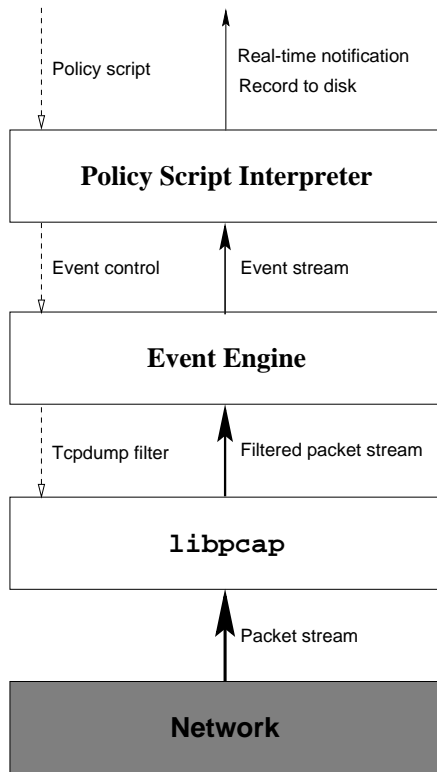 Policy script
Real-time notification
Record to disk
Policy Script Interpreter
Event control
Event stream
Event Engine
Tcpdump filter
Filtered packet stream
libpcap
Packet stream
Network